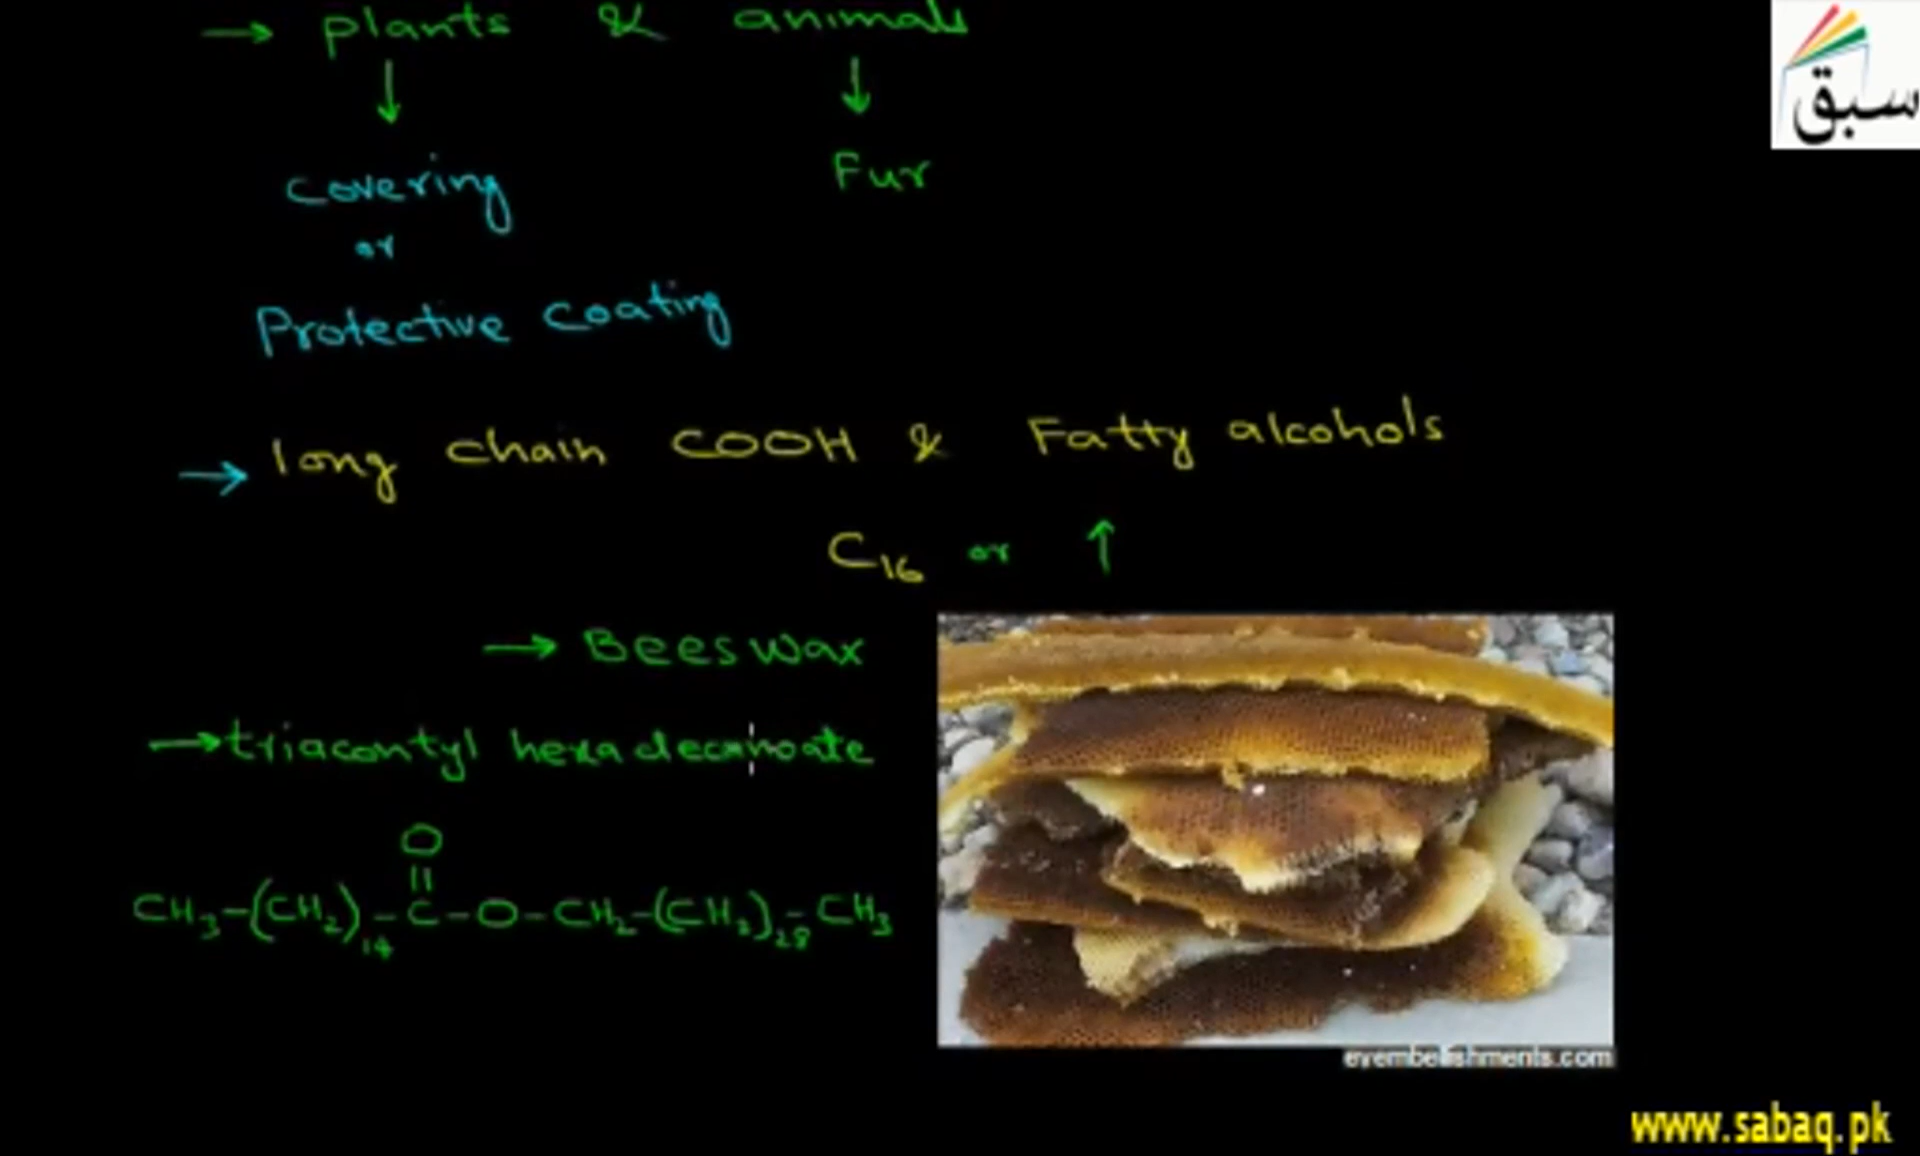 → plants & animals
سبق
↓ ↓
Covering
Fur
or
Protective coating
→ long chain COOH & Fatty alcohols
C₁₆ or ↑
→ Bees wax
→ triacontyl hexadecanoate
O
||
CH₃-(CH₂)₁₄-C-O-CH₂-(CH₂)₂₈-CH₃
eyembellishments.com
www.sabaq.pk